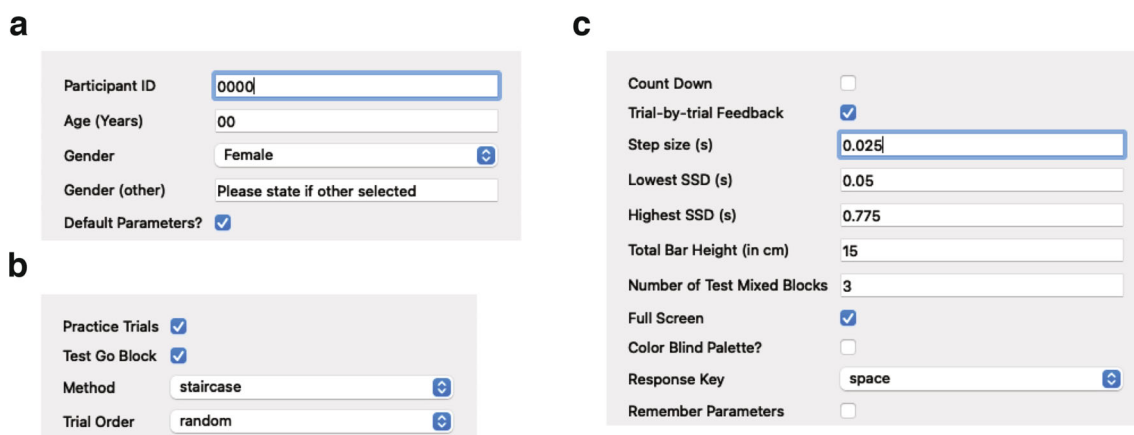 a
Participant ID 0000
Age (Years) 00
Gender Female
Gender (other) Please state if other selected
Default Parameters?
b
Practice Trials
Test Go Block
Method staircase
Trial Order random
c
Count Down
Trial-by-trial Feedback
Step size (s) 0.025
Lowest SSD (s) 0.05
Highest SSD (s) 0.775
Total Bar Height (in cm) 15
Number of Test Mixed Blocks 3
Full Screen
Color Blind Palette?
Response Key space
Remember Parameters